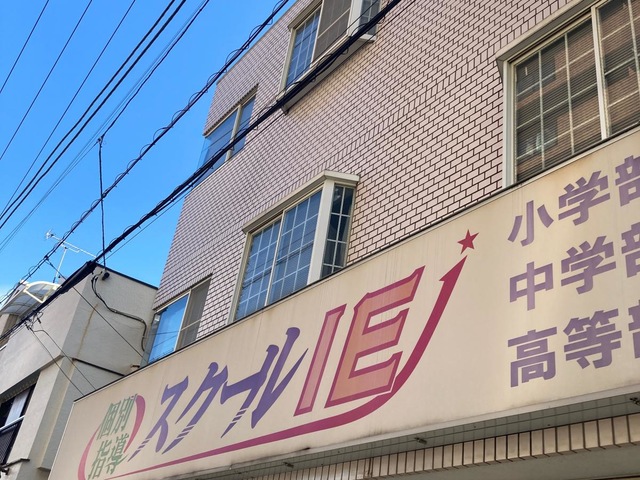 個別
指導
スクールIE
小学部
中学部
高等部